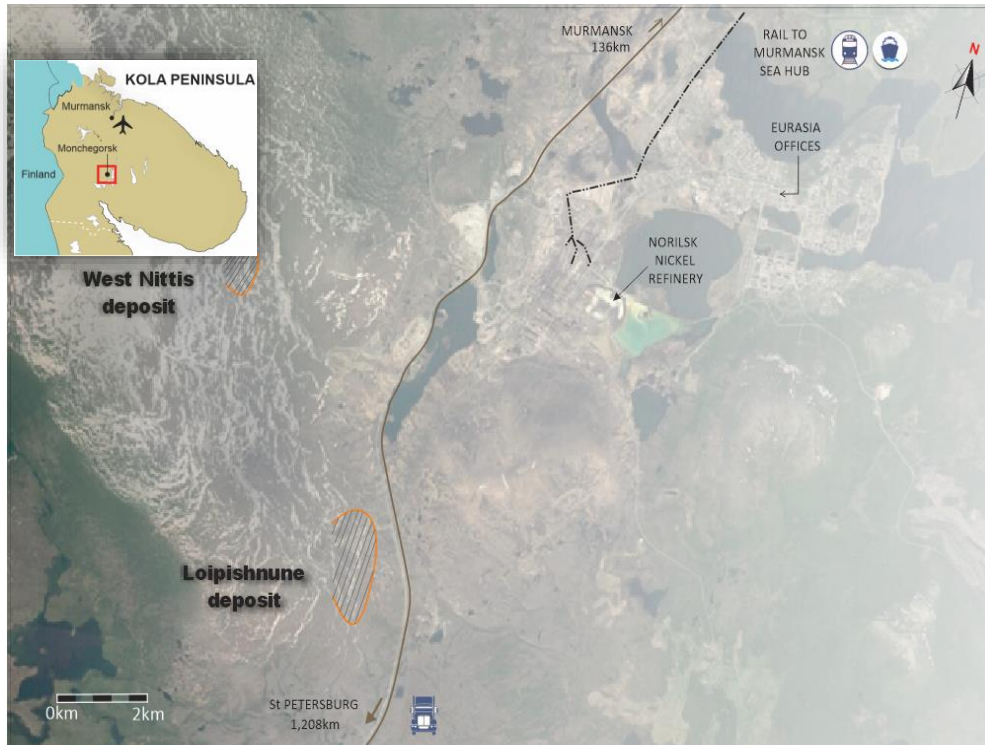 MURMANSK
136km
RAIL TO
MURMANSK
SEA HUB
N
KOLA PENINSULA
Murmansk
Monchegorsk
Finland
EURASIA
OFFICES
NORILSK
NICKEL
REFINERY
West Nittis
deposit
Loipishnune
deposit
0km
2km
St PETERSBURG
1,208km